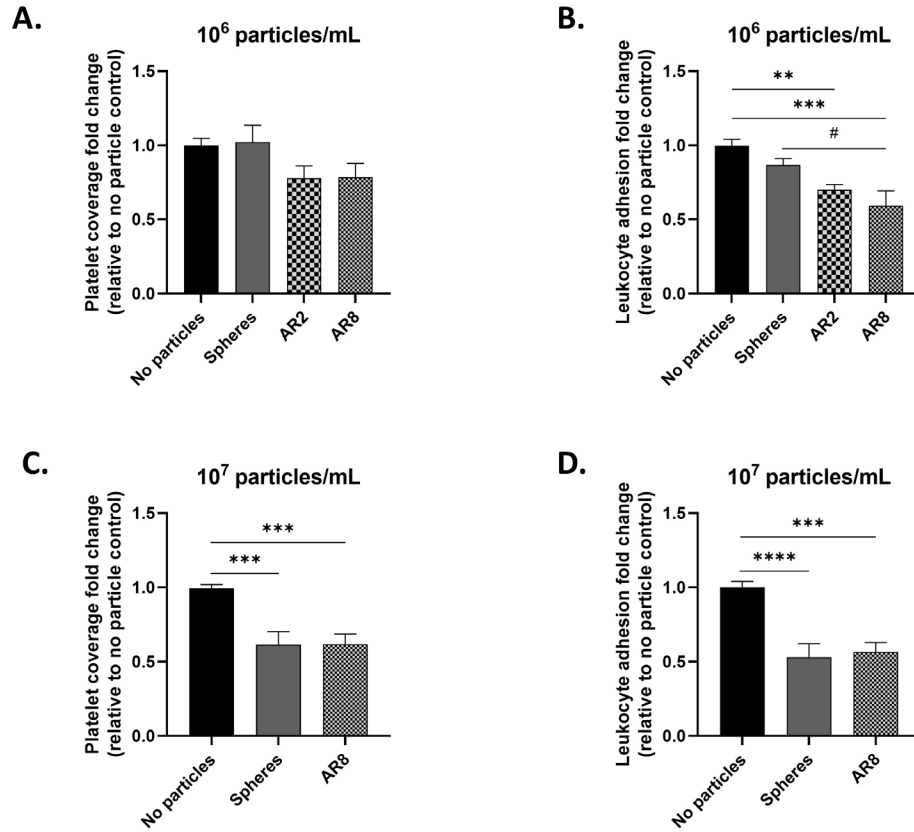 A.
10⁶ particles/mL
Platelet coverage fold change
(relative to no particle control)
1.5
1.0
0.5
0.0
No particles
Spheres
AR2
AR8
B.
10⁶ particles/mL
Leukocyte adhesion fold change
(relative to no particle control)
1.5
1.0
0.5
0.0
**
***
#
No particles
Spheres
AR2
AR8
C.
10⁷ particles/mL
Platelet coverage fold change
(relative to no particle control)
1.5
1.0
0.5
0.0
***
***
No particles
Spheres
AR8
D.
10⁷ particles/mL
Leukocyte adhesion fold change
(relative to no particle control)
1.5
1.0
0.5
0.0
***
****
No particles
Spheres
AR8